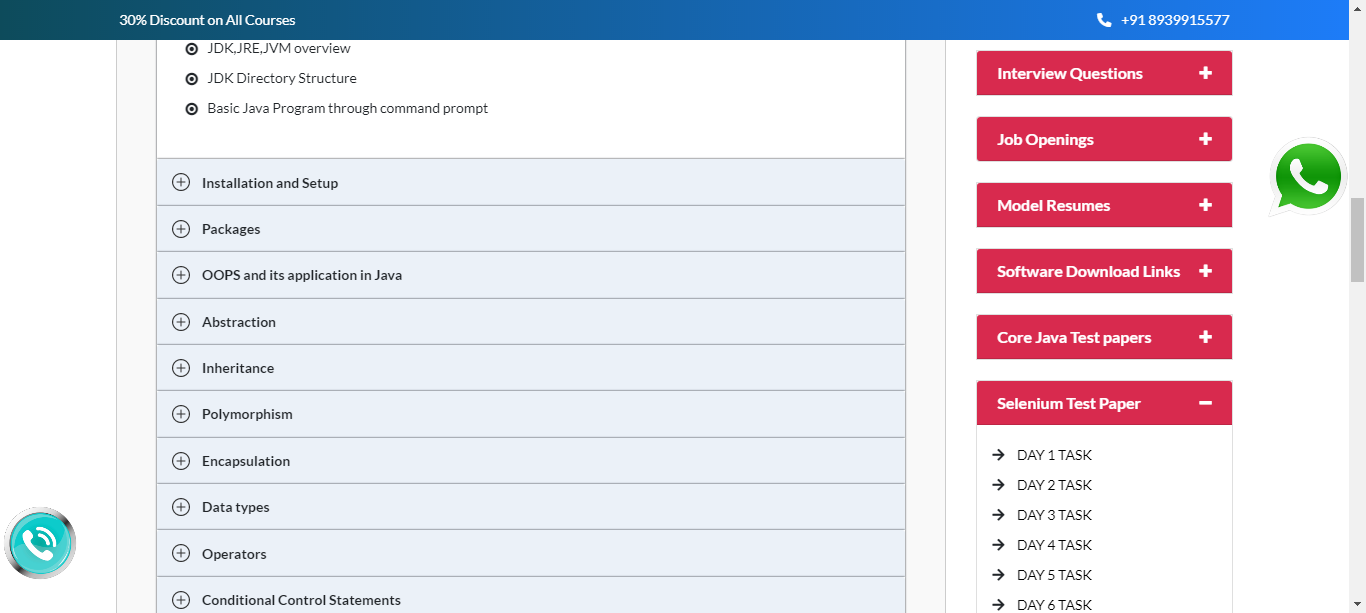 30% Discount on All Courses
+91 8939915577
JDK,JRE,JVM overview
JDK Directory Structure
Basic Java Program through command prompt
Installation and Setup
Packages
OOPS and its application in Java
Abstraction
Inheritance
Polymorphism
Encapsulation
Data types
Operators
Conditional Control Statements
Interview Questions
Job Openings
Model Resumes
Software Download Links
Core Java Test papers
Selenium Test Paper
DAY 1 TASK
DAY 2 TASK
DAY 3 TASK
DAY 4 TASK
DAY 5 TASK
DAY 6 TASK